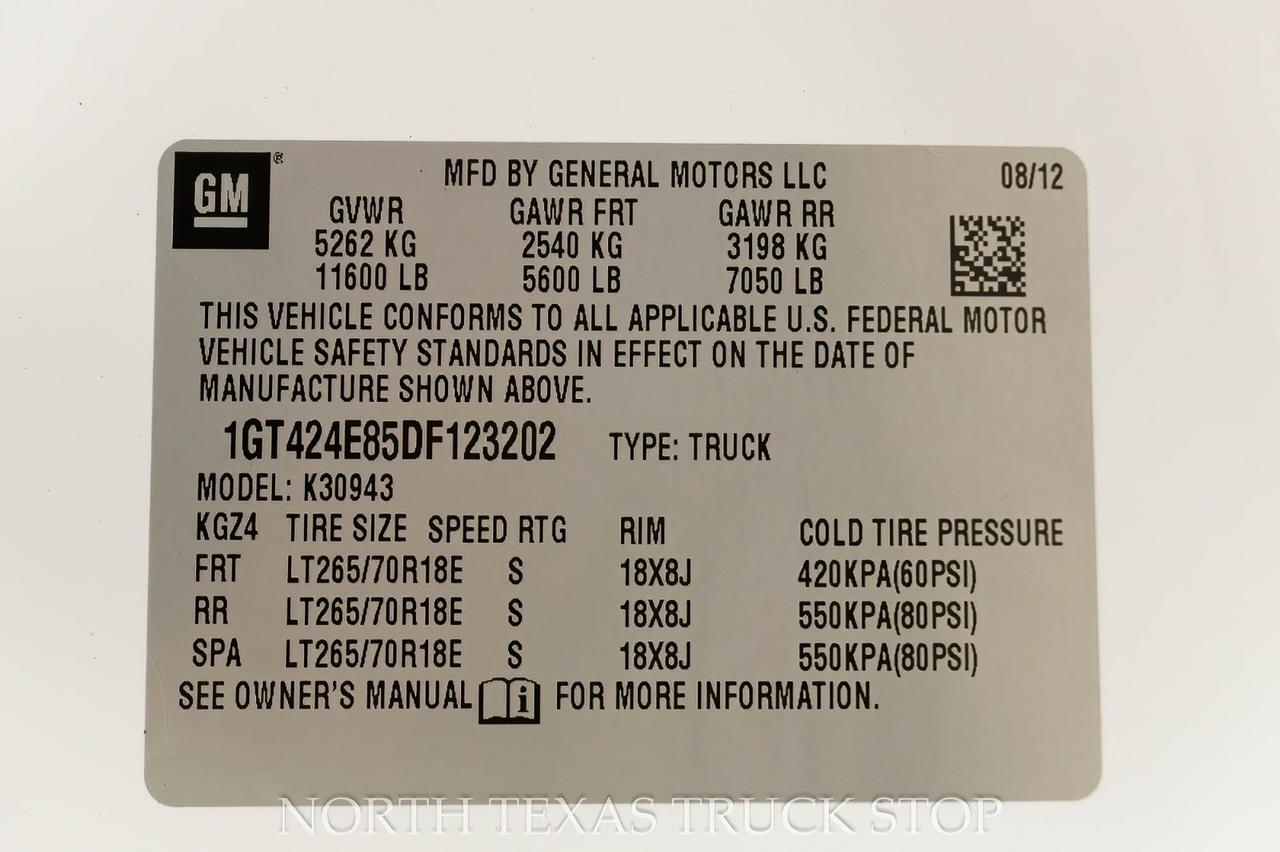 GM ® MFD BY GENERAL MOTORS LLC 08/12
GVWR GAWR FRT GAWR RR
5262 KG 2540 KG 3198 KG
11600 LB 5600 LB 7050 LB
THIS VEHICLE CONFORMS TO ALL APPLICABLE U.S. FEDERAL MOTOR
VEHICLE SAFETY STANDARDS IN EFFECT ON THE DATE OF
MANUFACTURE SHOWN ABOVE.
1GT424E85DF123202 TYPE: TRUCK
MODEL: K30943
KGZ4 TIRE SIZE SPEED RTG RIM COLD TIRE PRESSURE
FRT LT265/70R18E S 18X8J 420KPA(60PSI)
RR LT265/70R18E S 18X8J 550KPA(80PSI)
SPA LT265/70R18E S 18X8J 550KPA(80PSI)
SEE OWNER'S MANUAL i FOR MORE INFORMATION.
NORTH TEXAS TRUCK STOP